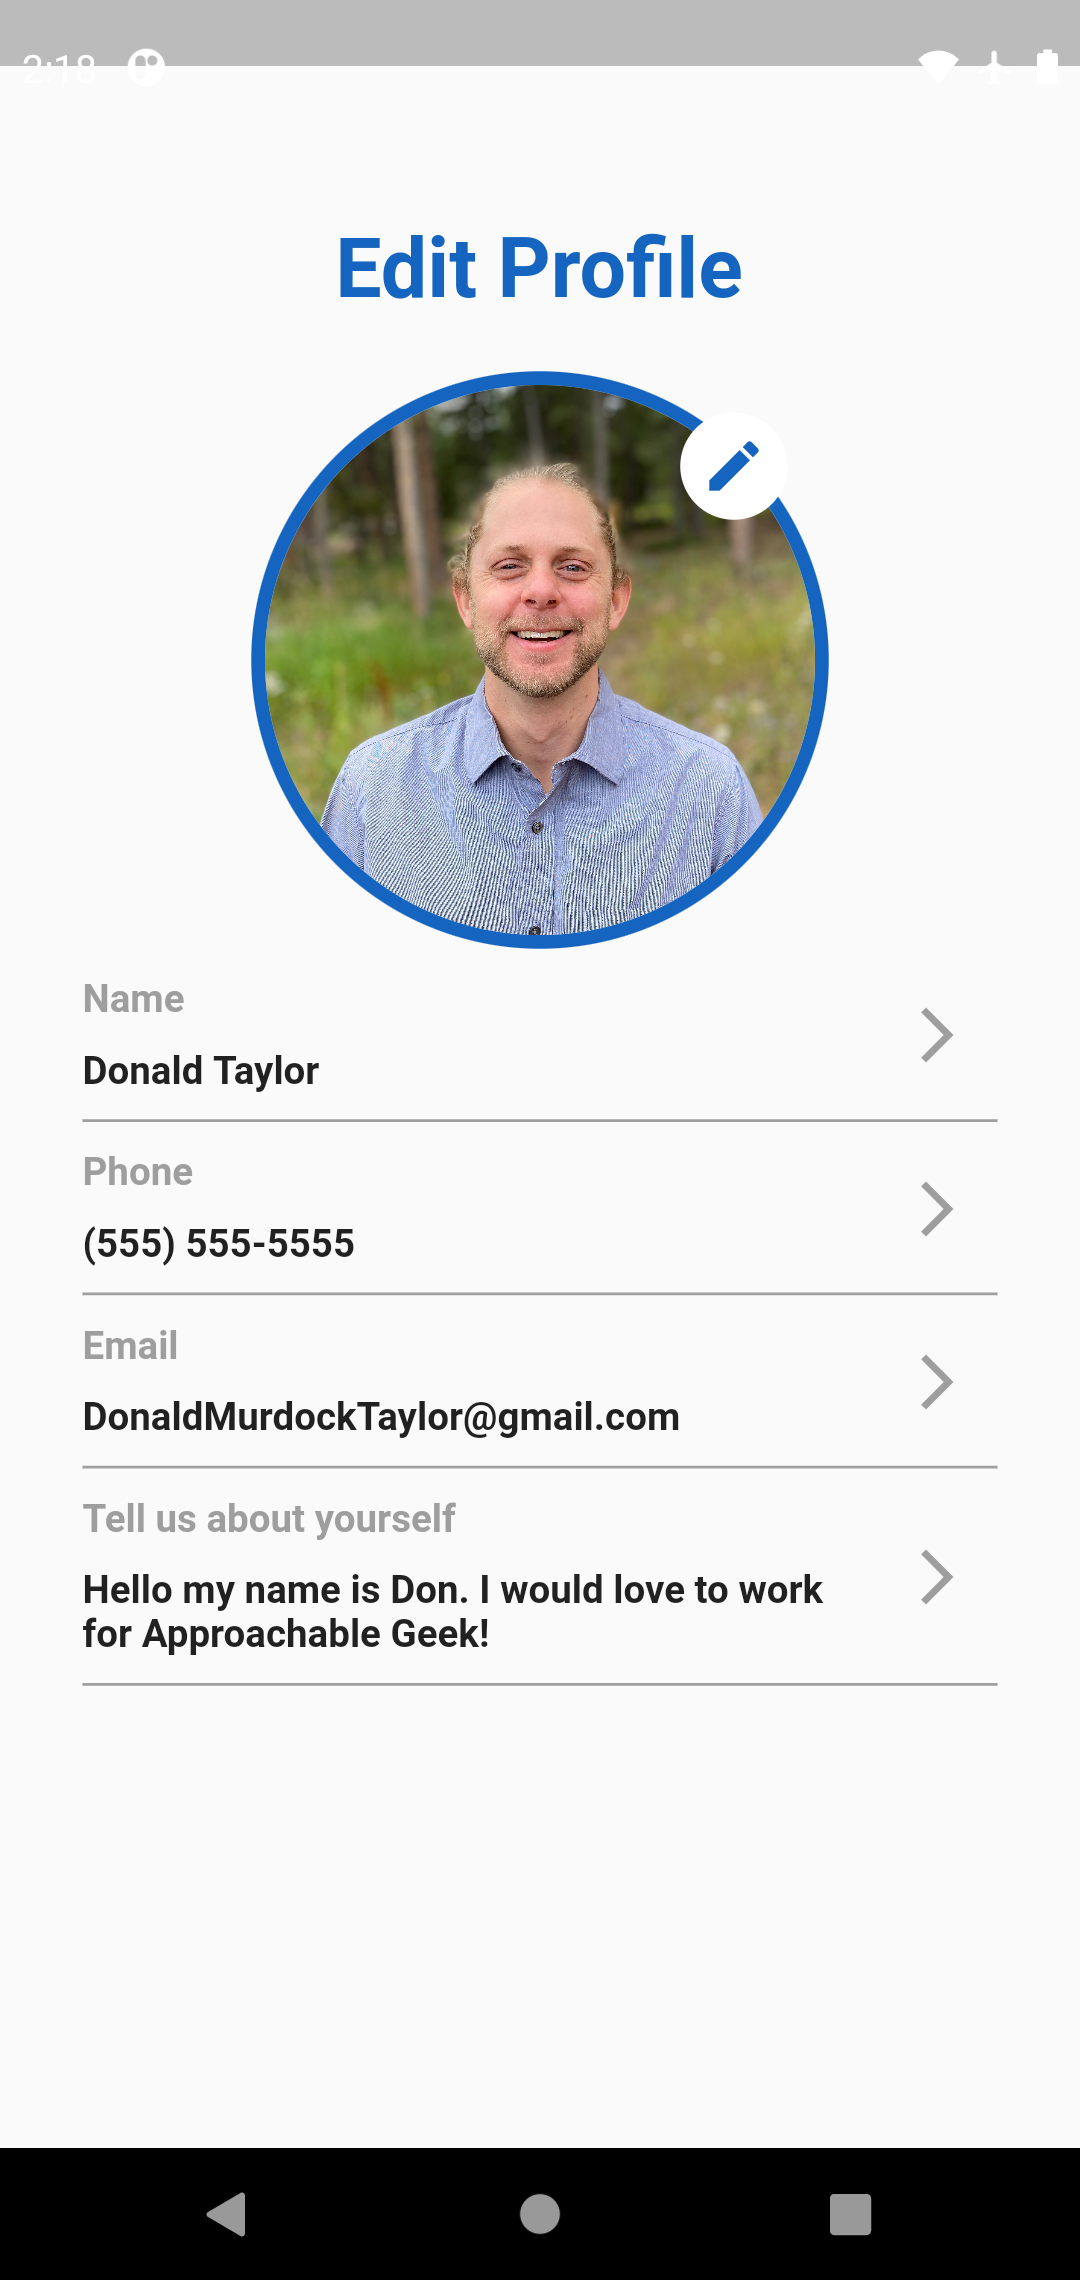 2:18
Edit Profile
Name
Donald Taylor
Phone
(555) 555-5555
Email
DonaldMurdockTaylor@gmail.com
Tell us about yourself
Hello my name is Don. I would love to work
for Approachable Geek!